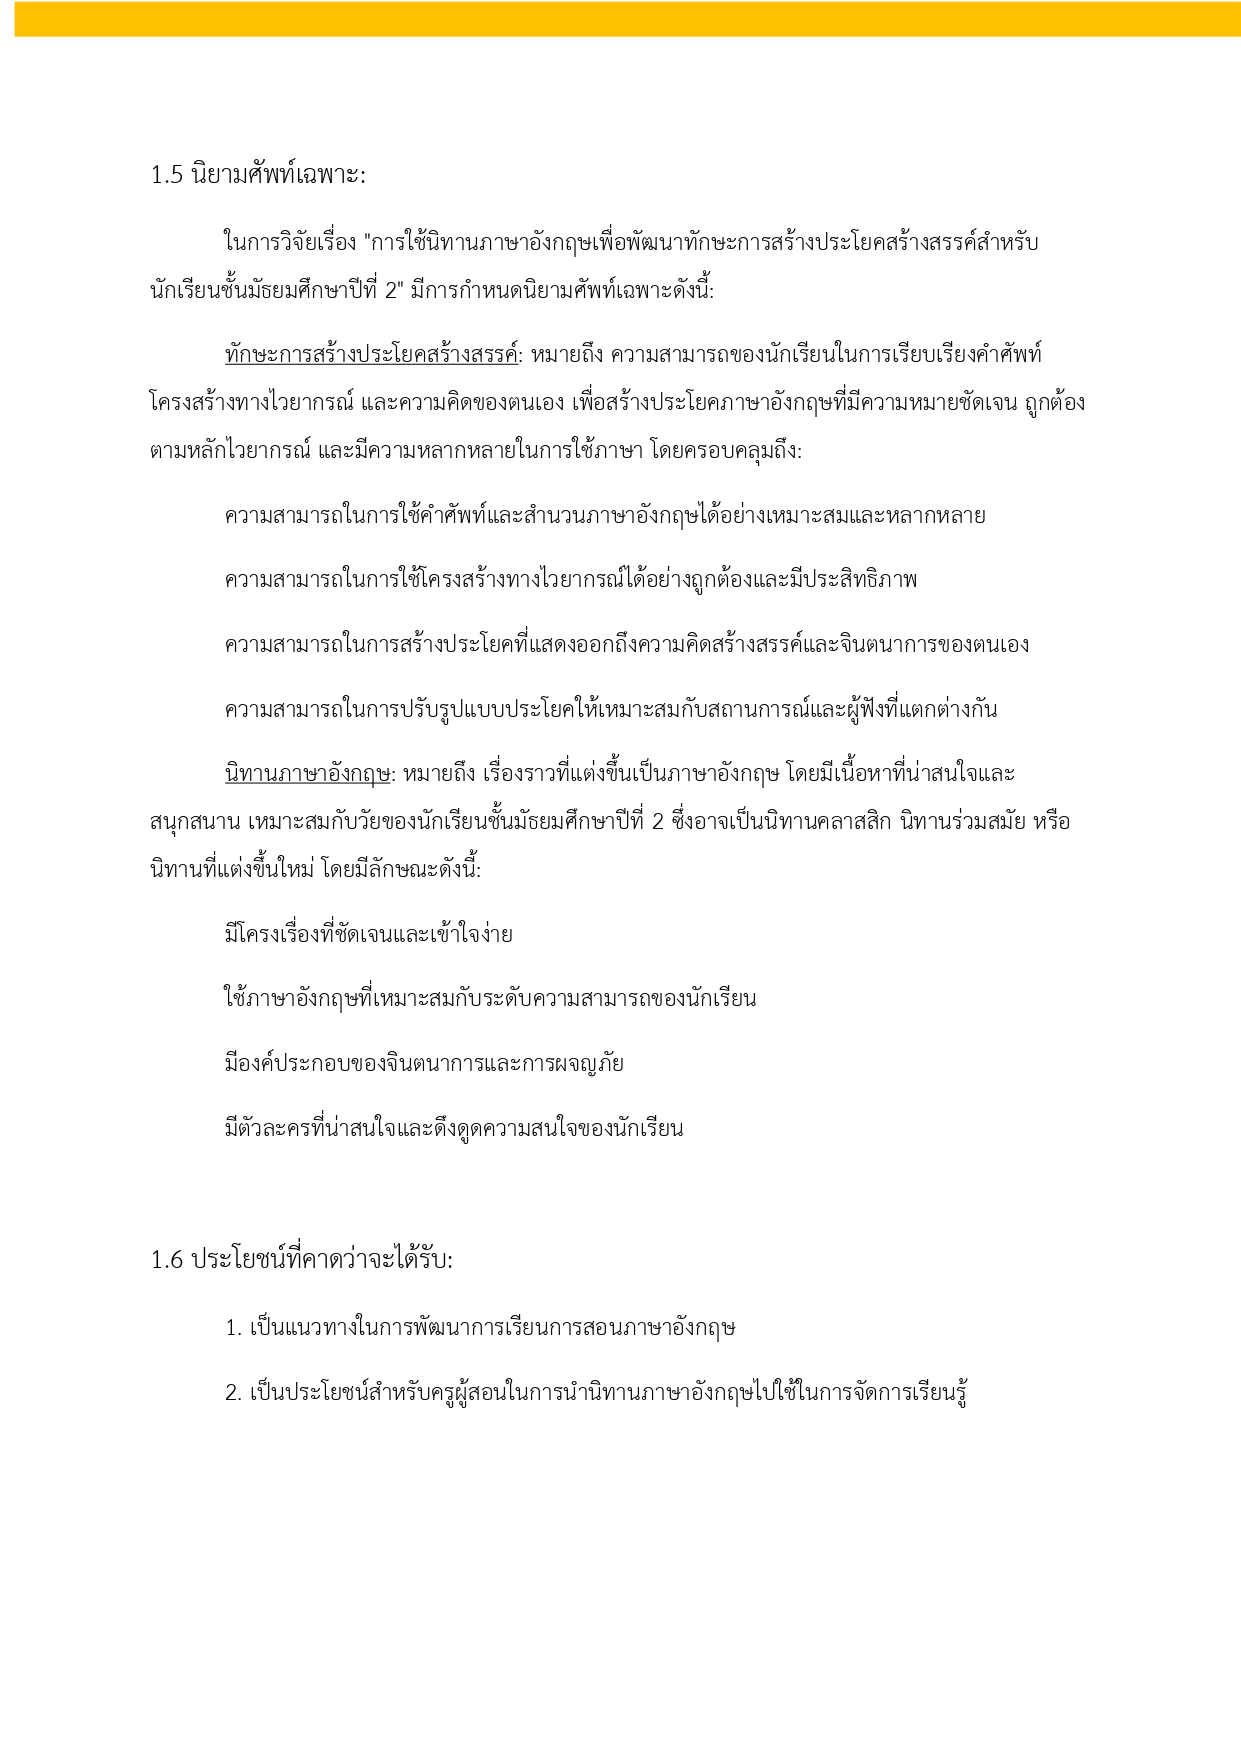 1.5 นิยามศัพท์เฉพาะ:
ในการวิจัยเรื่อง "การใช้นิทานภาษาอังกฤษเพื่อพัฒนาทักษะการสร้างประโยคสร้างสรรค์สำหรับ
นักเรียนชั้นมัธยมศึกษาปีที่ 2" มีการกำหนดนิยามศัพท์เฉพาะดังนี้:
ทักษะการสร้างประโยคสร้างสรรค์: หมายถึง ความสามารถของนักเรียนในการเรียบเรียงคำศัพท์
โครงสร้างทางไวยากรณ์ และความคิดของตนเอง เพื่อสร้างประโยคภาษาอังกฤษที่มีความหมายชัดเจน ถูกต้อง
ตามหลักไวยากรณ์ และมีความหลากหลายในการใช้ภาษา โดยครอบคลุมถึง:
ความสามารถในการใช้คำศัพท์และสำนวนภาษาอังกฤษได้อย่างเหมาะสมและหลากหลาย
ความสามารถในการใช้โครงสร้างทางไวยากรณ์ได้อย่างถูกต้องและมีประสิทธิภาพ
ความสามารถในการสร้างประโยคที่แสดงออกถึงความคิดสร้างสรรค์และจินตนาการของตนเอง
ความสามารถในการปรับรูปแบบประโยคให้เหมาะสมกับสถานการณ์และผู้ฟังที่แตกต่างกัน
นิทานภาษาอังกฤษ: หมายถึง เรื่องราวที่แต่งขึ้นเป็นภาษาอังกฤษ โดยมีเนื้อหาที่น่าสนใจและ
สนุกสนาน เหมาะสมกับวัยของนักเรียนชั้นมัธยมศึกษาปีที่ 2 ซึ่งอาจเป็นนิทานคลาสสิก นิทานร่วมสมัย หรือ
นิทานที่แต่งขึ้นใหม่ โดยมีลักษณะดังนี้:
มีโครงเรื่องที่ชัดเจนและเข้าใจง่าย
ใช้ภาษาอังกฤษที่เหมาะสมกับระดับความสามารถของนักเรียน
มีองค์ประกอบของจินตนาการและการผจญภัย
มีตัวละครที่น่าสนใจและดึงดูดความสนใจของนักเรียน
1.6 ประโยชน์ที่คาดว่าจะได้รับ:
1. เป็นแนวทางในการพัฒนาการเรียนการสอนภาษาอังกฤษ
2. เป็นประโยชน์สำหรับครูผู้สอนในการนำนิทานภาษาอังกฤษไปใช้ในการจัดการเรียนรู้